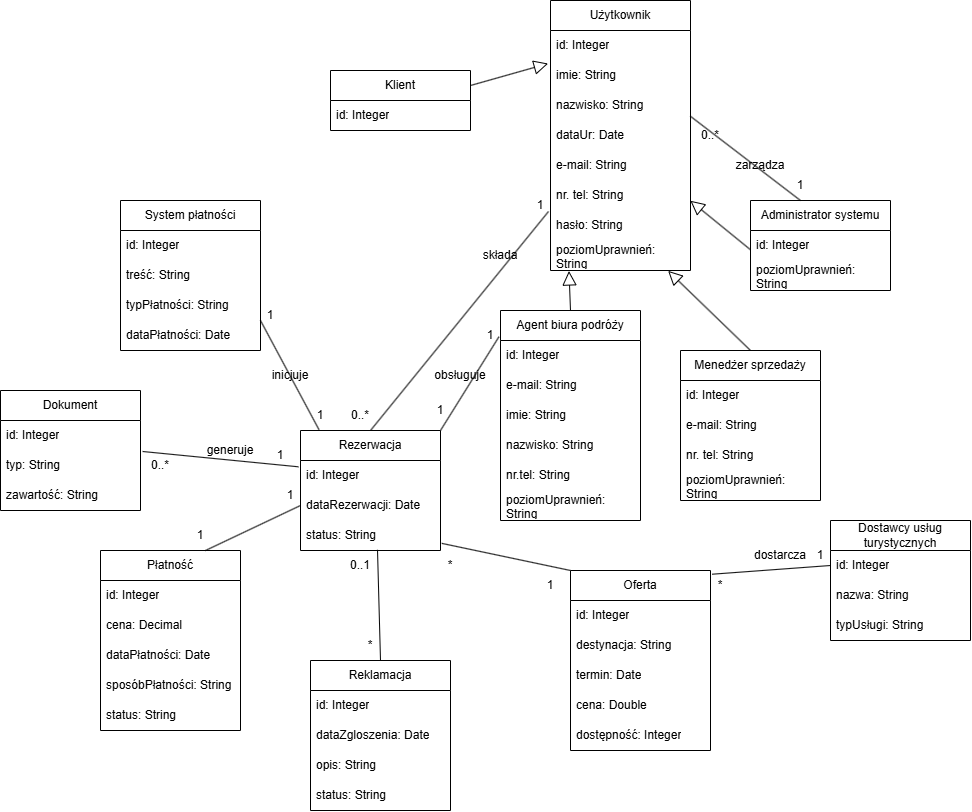 Użytkownik
id: Integer
imie: String
nazwisko: String
dataUr: Date
e-mail: String
nr. tel: String
hasło: String
poziomUprawnień:
String
Klient
id: Integer
0..*
zarządza
1
Administrator systemu
id: Integer
poziomUprawnień:
String
System płatności
id: Integer
treść: String
typPłatności: String
dataPłatności: Date
1
inicjuje
1
1
składa
0..*
Agent biura podróży
id: Integer
e-mail: String
imie: String
nazwisko: String
nr.tel: String
poziomUprawnień:
String
1
obsługuje
1
Menedżer sprzedaży
id: Integer
e-mail: String
nr. tel: String
poziomUprawnień:
String
Dokument
id: Integer
typ: String
zawartość: String
generuje
0..*
1
Rezerwacja
id: Integer
dataRezerwacji: Date
status: String
1
1
Płatność
id: Integer
cena: Decimal
dataPłatności: Date
sposóbPłatności: String
status: String
0..1
*
Reklamacja
id: Integer
dataZgloszenia: Date
opis: String
status: String
*
1
Oferta
id: Integer
destynacja: String
termin: Date
cena: Double
dostępność: Integer
dostarcza
1
*
Dostawcy usług
turystycznych
id: Integer
nazwa: String
typUsługi: String